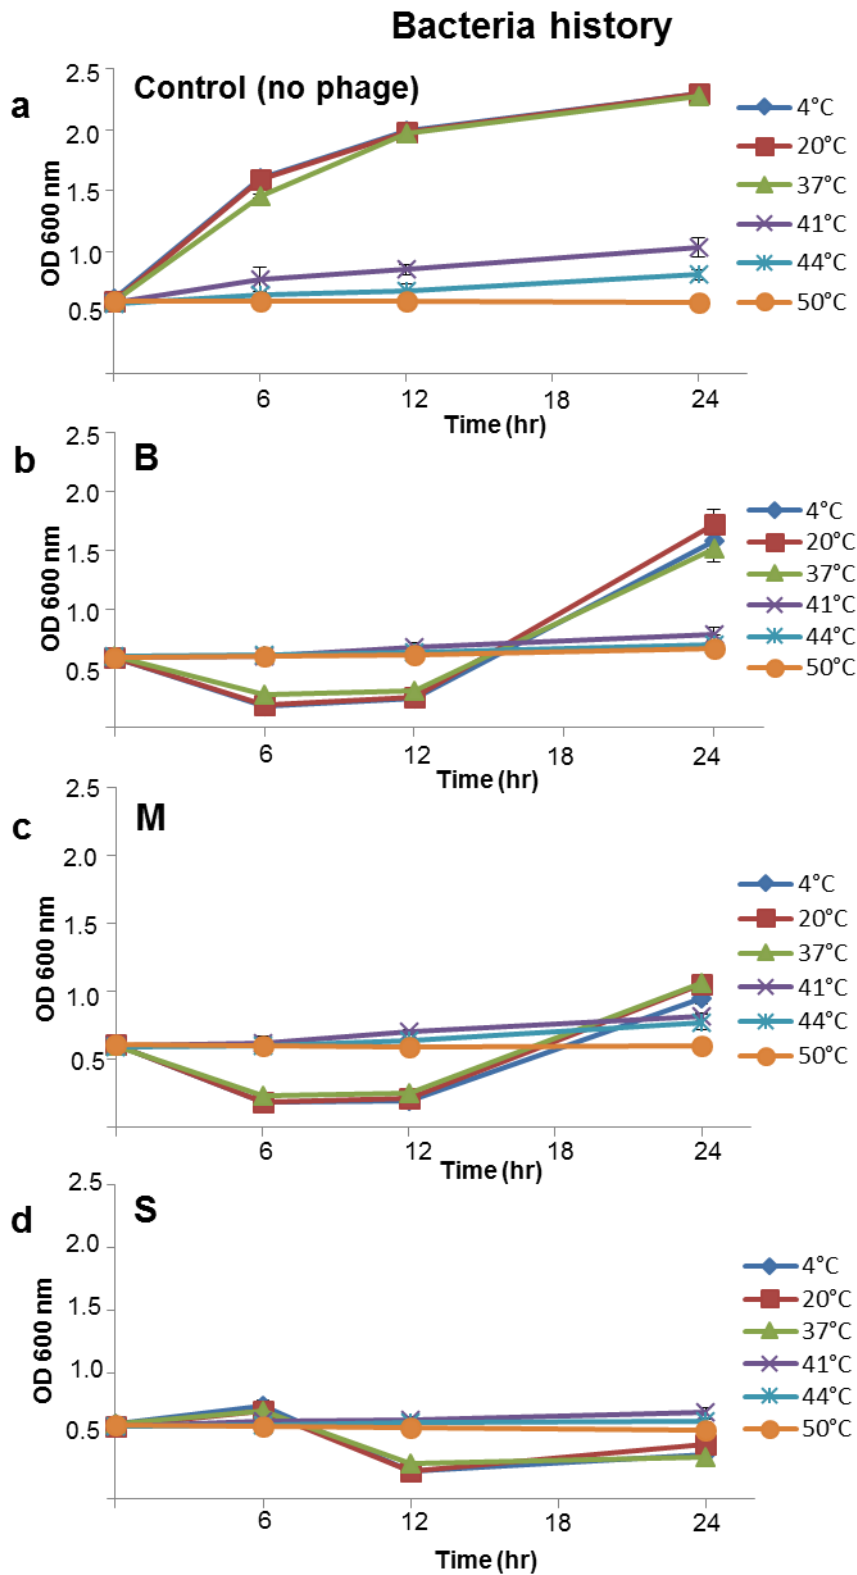 Bacteria history
a
Control (no phage)
OD 600 nm
2.5
2.0
1.5
1.0
0.5
6
12
18
24
Time (hr)
4°C
20°C
37°C
41°C
44°C
50°C
b
B
OD 600 nm
2.5
2.0
1.5
1.0
0.5
6
12
18
24
Time (hr)
4°C
20°C
37°C
41°C
44°C
50°C
c
M
OD 600 nm
2.5
2.0
1.5
1.0
0.5
6
12
18
24
Time (hr)
4°C
20°C
37°C
41°C
44°C
50°C
d
S
OD 600 nm
2.5
2.0
1.5
1.0
0.5
6
12
18
24
Time (hr)
4°C
20°C
37°C
41°C
44°C
50°C